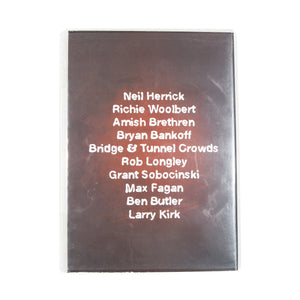 Neil Herrick
Richie Woolbert
Amish Brethren
Bryan Bankoff
Bridge & Tunnel Crowds
Rob Longley
Grant Sobocinski
Max Fagan
Ben Butler
Larry Kirk